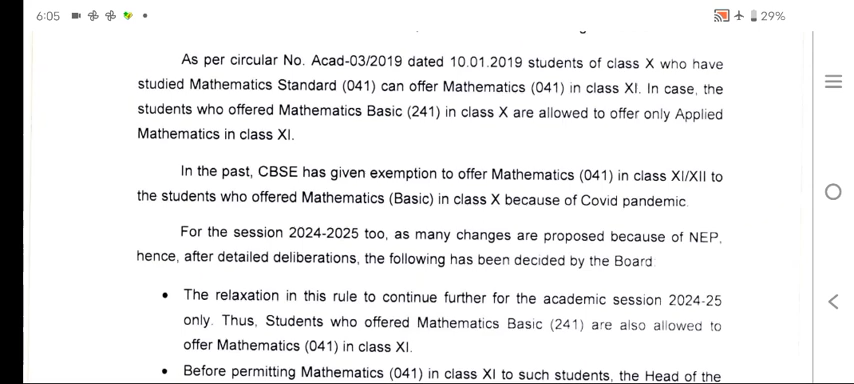 6:05
29%
As per circular No. Acad-03/2019 dated 10.01.2019 students of class X who have
studied Mathematics Standard (041) can offer Mathematics (041) in class XI. In case, the
students who offered Mathematics Basic (241) in class X are allowed to offer only Applied
Mathematics in class XI.
In the past, CBSE has given exemption to offer Mathematics (041) in class XI/XII to
the students who offered Mathematics (Basic) in class X because of Covid pandemic.
For the session 2024-2025 too, as many changes are proposed because of NEP,
hence, after detailed deliberations, the following has been decided by the Board
• The relaxation in this rule to continue further for the academic session 2024-25
only. Thus, Students who offered Mathematics Basic (241) are also allowed to
offer Mathematics (041) in class XI.
• Before permitting Mathematics (041) in class XI to such students, the Head of the